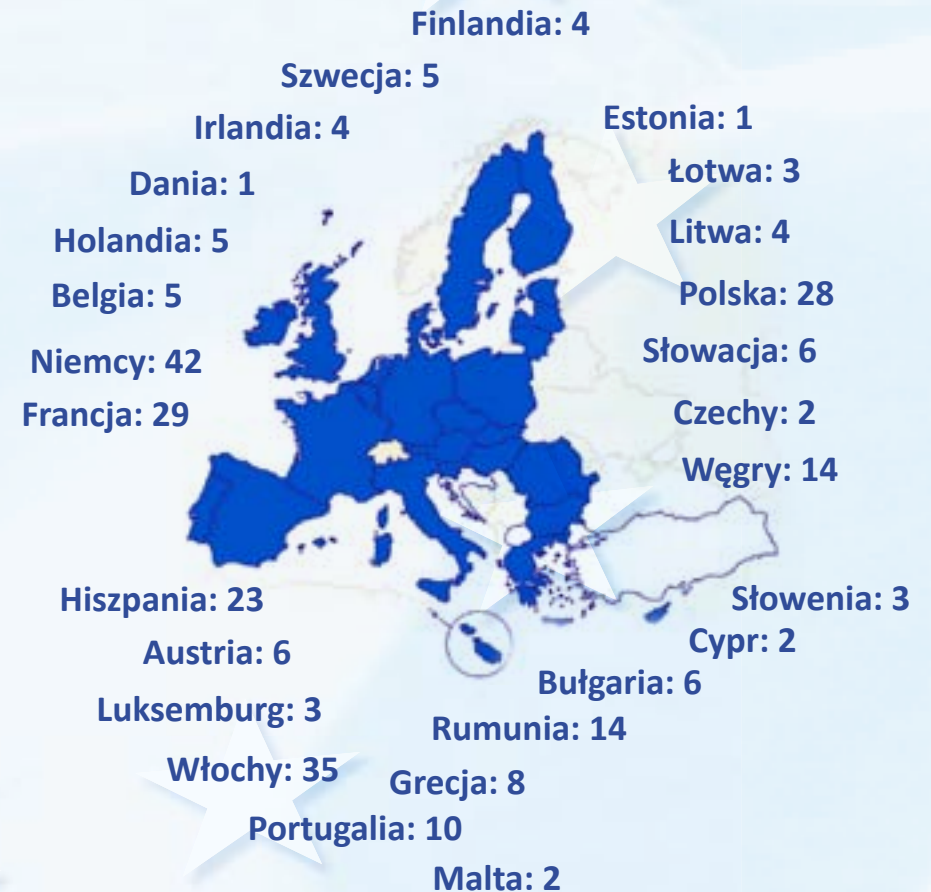 Finlandia: 4
Szwecja: 5
Irlandia: 4
Estonia: 1
Dania: 1
Łotwa: 3
Holandia: 5
Litwa: 4
Belgia: 5
Polska: 28
Niemcy: 42
Słowacja: 6
Francja: 29
Czechy: 2
Węgry: 14
Hiszpania: 23
Słowenia: 3
Austria: 6
Cypr: 2
Luksemburg: 3
Bułgaria: 6
Rumunia: 14
Włochy: 35
Grecja: 8
Portugalia: 10
Malta: 2